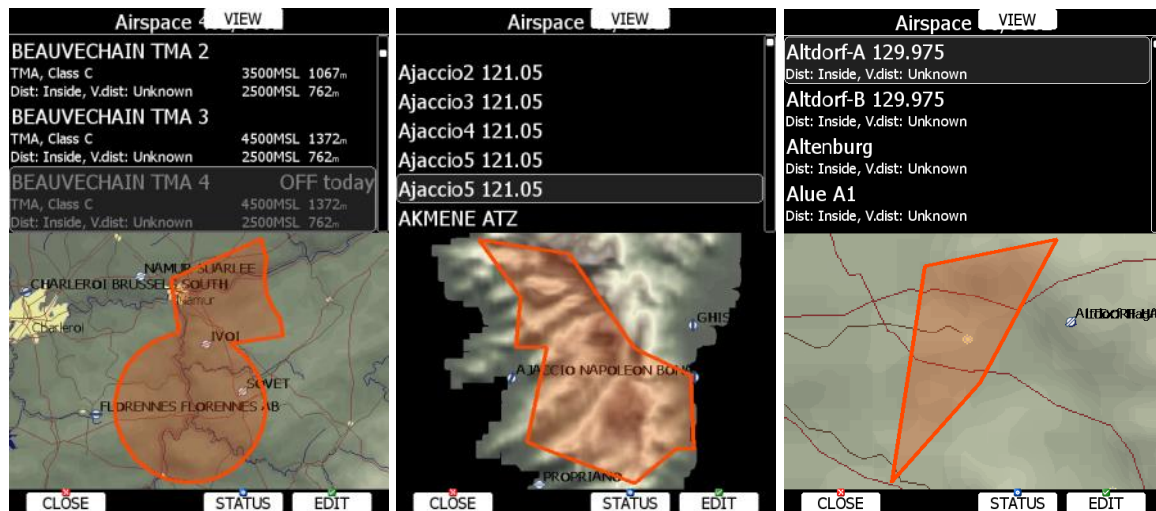 Airspace
VIEW
BEAUVECHAIN TMA 2
TMA, Class C 3500MSL 1067m
Dist: Inside, V.dist: Unknown 2500MSL 762m
BEAUVECHAIN TMA 3
TMA, Class C 4500MSL 1372m
Dist: Inside, V.dist: Unknown 2500MSL 762m
BEAUVECHAIN TMA 4 OFF today
TMA, Class C 4500MSL 1372m
Dist: Inside, V.dist: Unknown 2500MSL 762m
NAMUR SUARLEE
CHARLEROI BRUSSELS SOUTH
Namur
Charleroi
IVOI
SOVET
FLORENNES FLORENNES AB
CLOSE STATUS EDIT
Airspace
VIEW
Ajaccio2 121.05
Ajaccio3 121.05
Ajaccio4 121.05
Ajaccio5 121.05
Ajaccio5 121.05
AKMENE ATZ
GHIS
AJACCIO NAPOLEON BONA
PROPRIANO
CLOSE STATUS EDIT
Airspace
VIEW
Altdorf-A 129.975
Dist: Inside, V.dist: Unknown
Altdorf-B 129.975
Dist: Inside, V.dist: Unknown
Altenburg
Dist: Inside, V.dist: Unknown
Alue A1
Dist: Inside, V.dist: Unknown
CLOSE STATUS EDIT